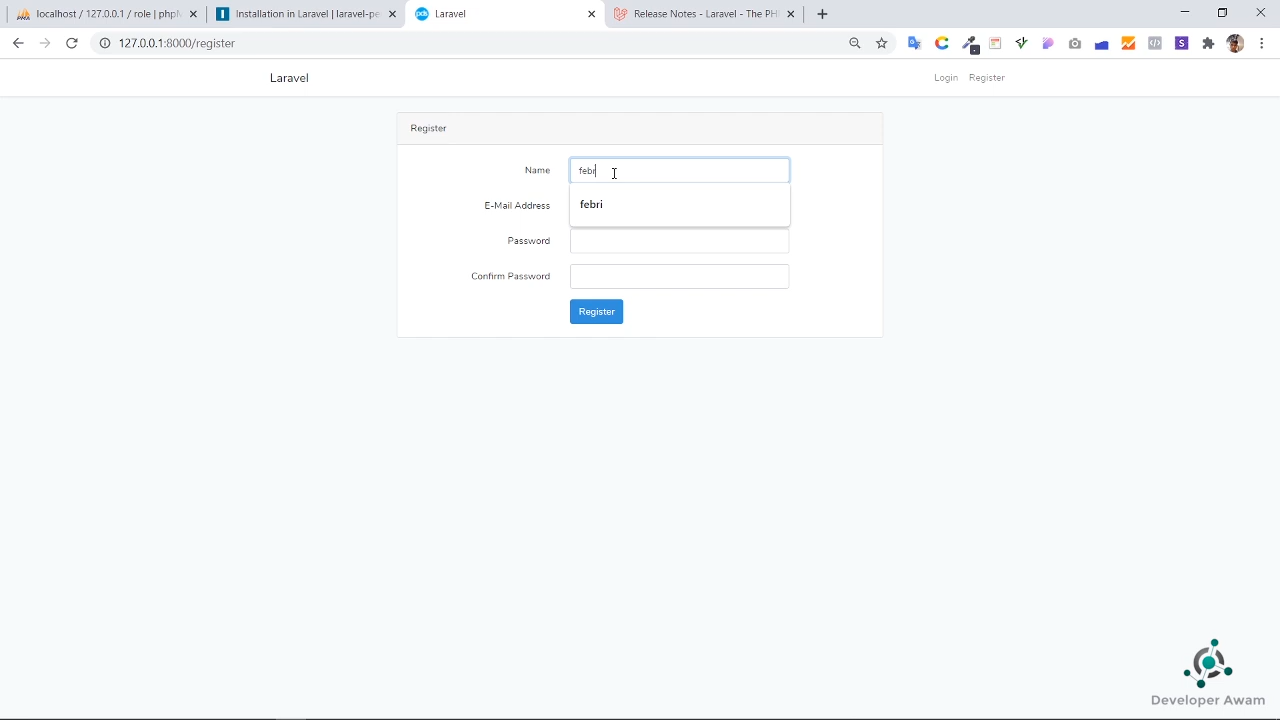 localhost / 127.0.0.1 / role | phpM
Installation in Laravel | laravel-pe
Laravel
Release Notes - Laravel - The PH
127.0.0.1:8000/register
Laravel
Login
Register
Register
Name
febr
febri
E-Mail Address
Password
Confirm Password
Register
Developer Awam